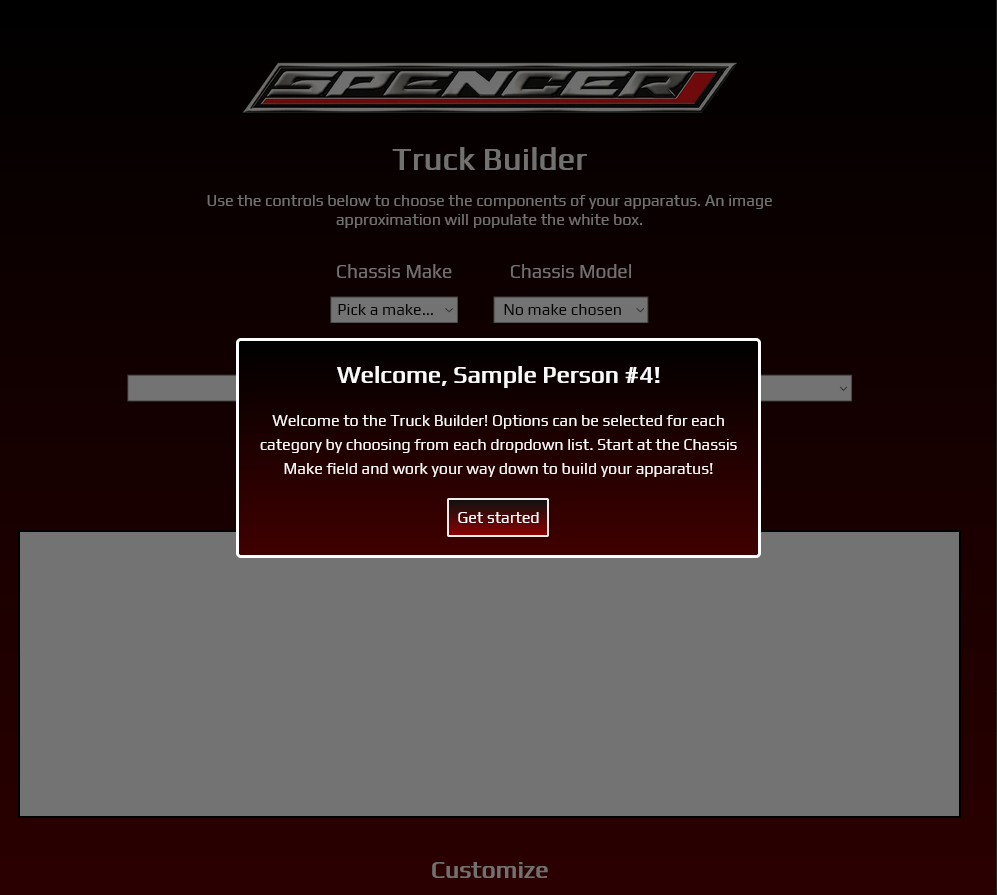 SPENCER
Truck Builder
Use the controls below to choose the components of your apparatus. An image
approximation will populate the white box.
Chassis Make
Chassis Model
Pick a make...
No make chosen
Welcome, Sample Person #4!
Welcome to the Truck Builder! Options can be selected for each
category by choosing from each dropdown list. Start at the Chassis
Make field and work your way down to build your apparatus!
Get started
Customize